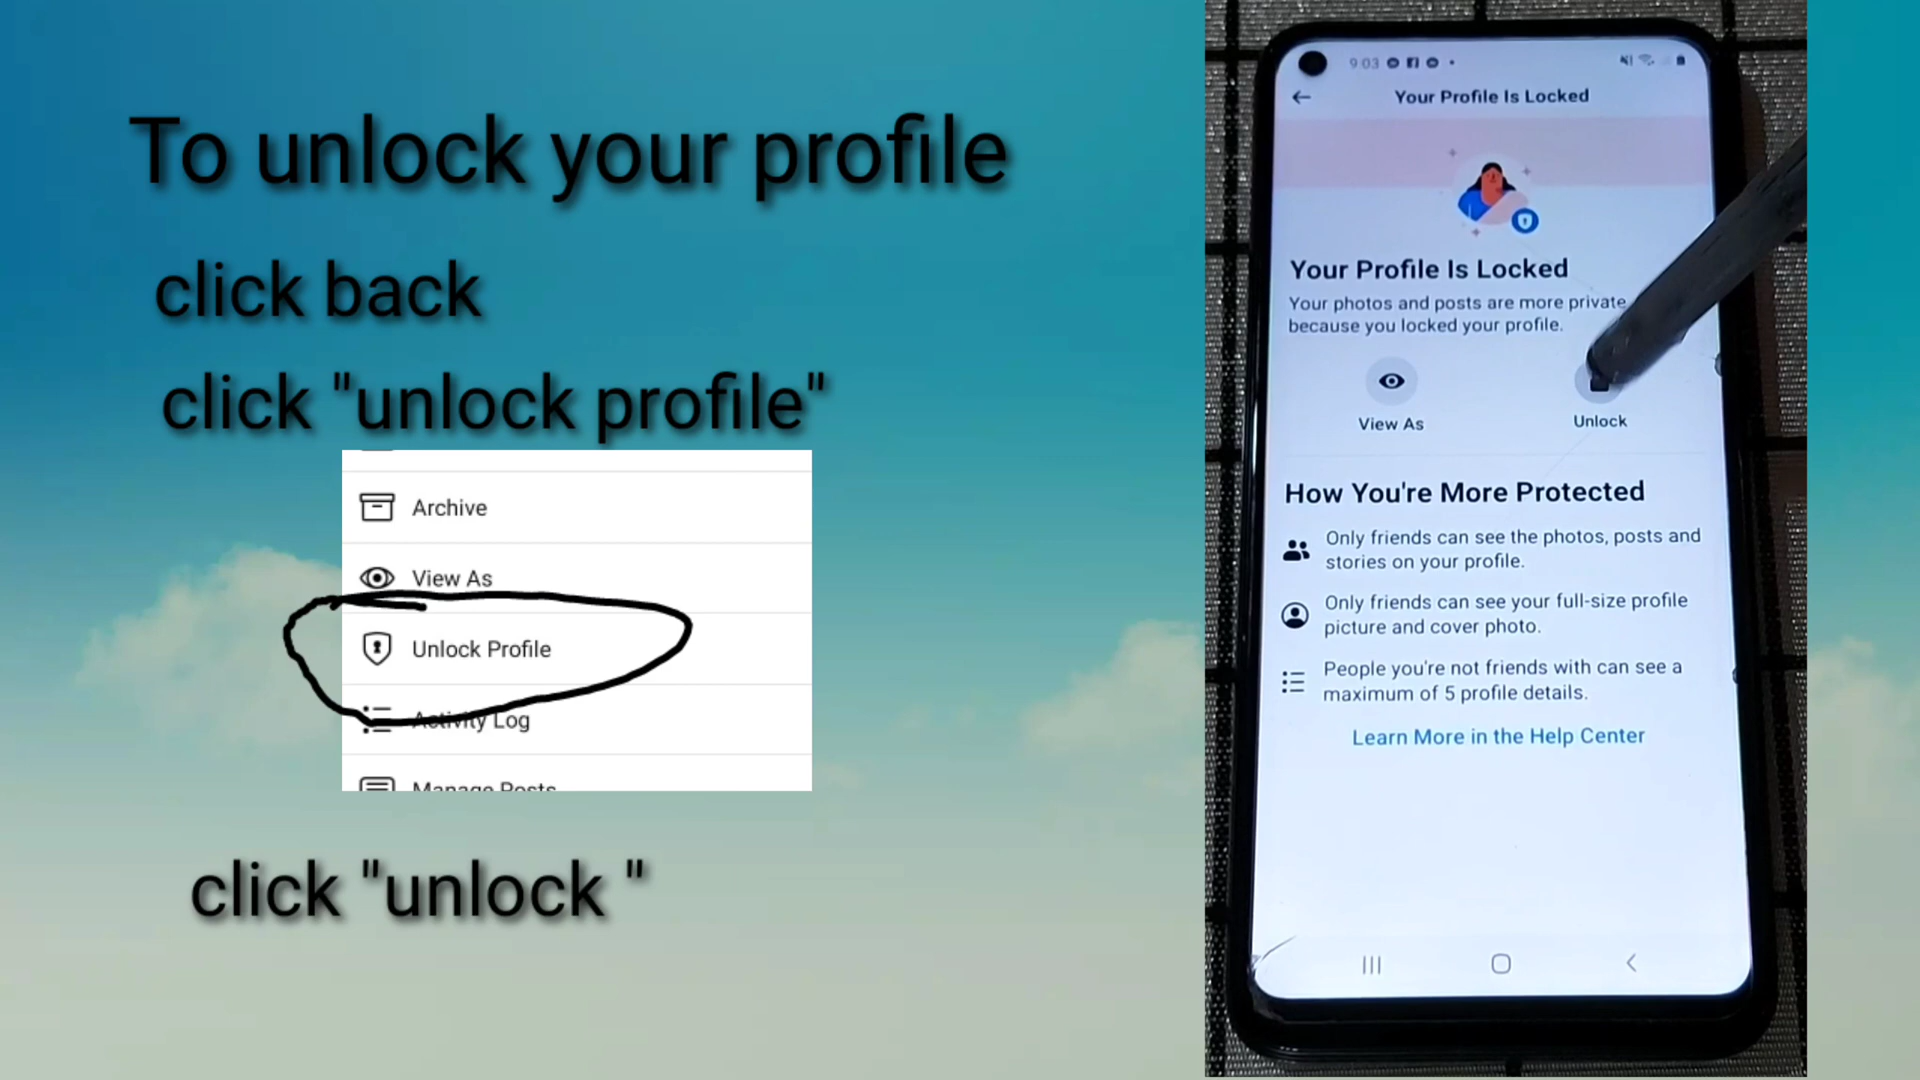 To unlock your profile
click back
click "unlock profile"
Archive
View As
Unlock Profile
Activity Log
Manage Posts
click "unlock "
9:03
Your Profile Is Locked
Your Profile Is Locked
Your photos and posts are more private
because you locked your profile.
View As
Unlock
How You're More Protected
Only friends can see the photos, posts and
stories on your profile.
Only friends can see your full-size profile
picture and cover photo.
People you're not friends with can see a
maximum of 5 profile details.
Learn More in the Help Center